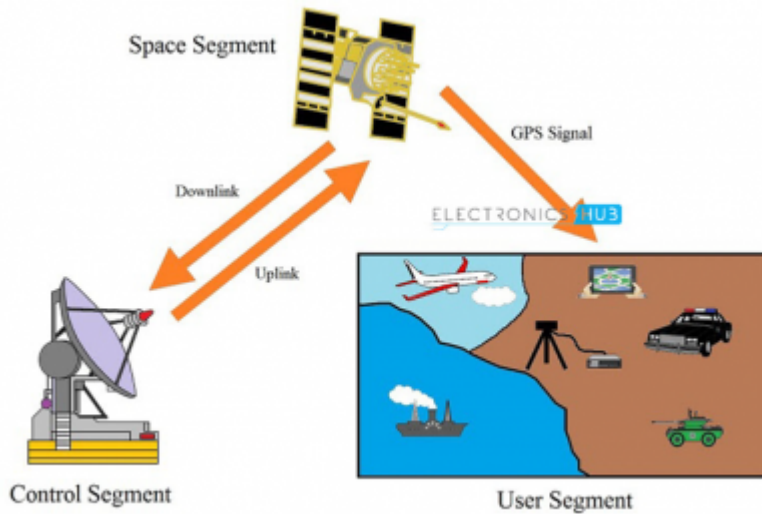 Space Segment
GPS Signal
Downlink
ELECTRONICS HUB
Uplink
Control Segment
User Segment